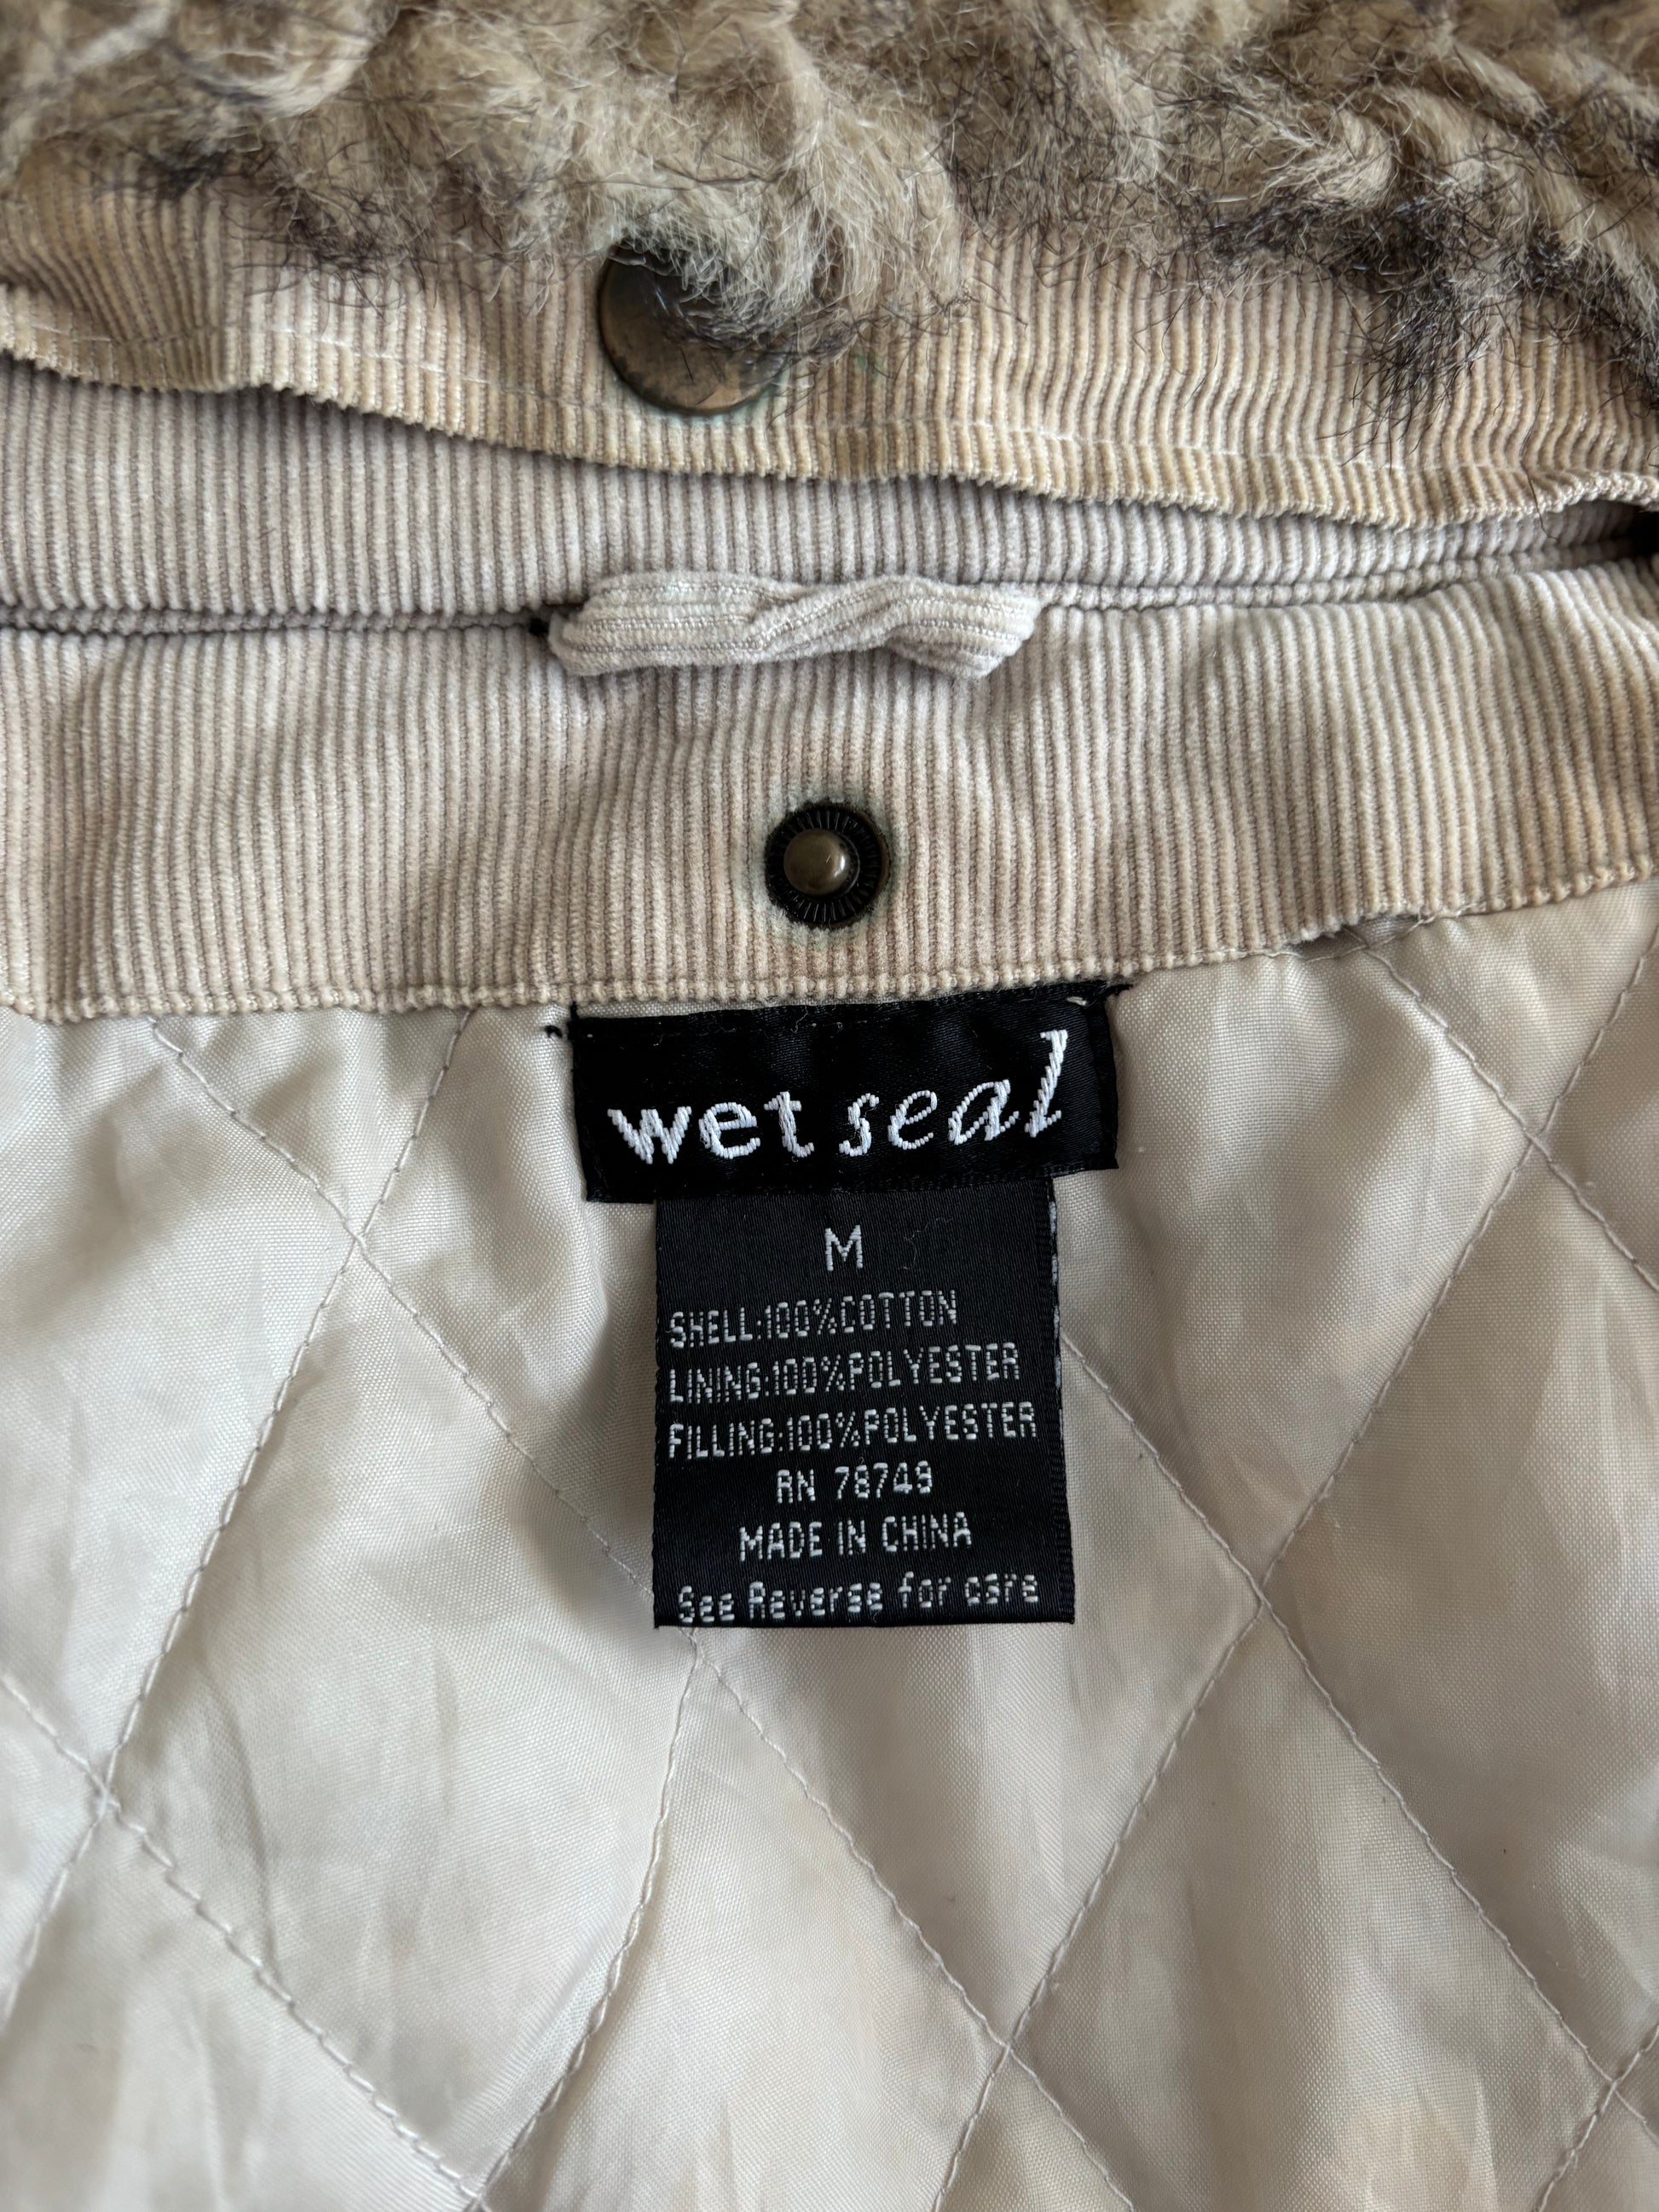 wet seal
M
SHELL:100%COTTON
LINING:100%POLYESTER
FILLING:100%POLYESTER
RN 78749
MADE IN CHINA
See Reverse for care